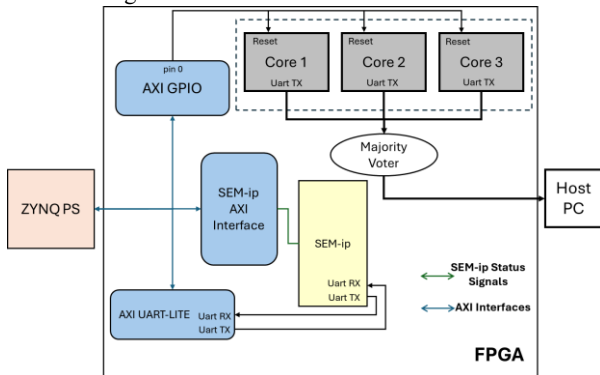 Reset
Core 1
Uart TX
Reset
Core 2
Uart TX
Reset
Core 3
Uart TX
pin 0
AXI GPIO
Majority
Voter
ZYNQ PS
SEM-ip
AXI
Interface
SEM-ip
Uart RX
Uart TX
Host
PC
AXI UART-LITE
Uart RX
Uart TX
SEM-ip Status
Signals
AXI Interfaces
FPGA